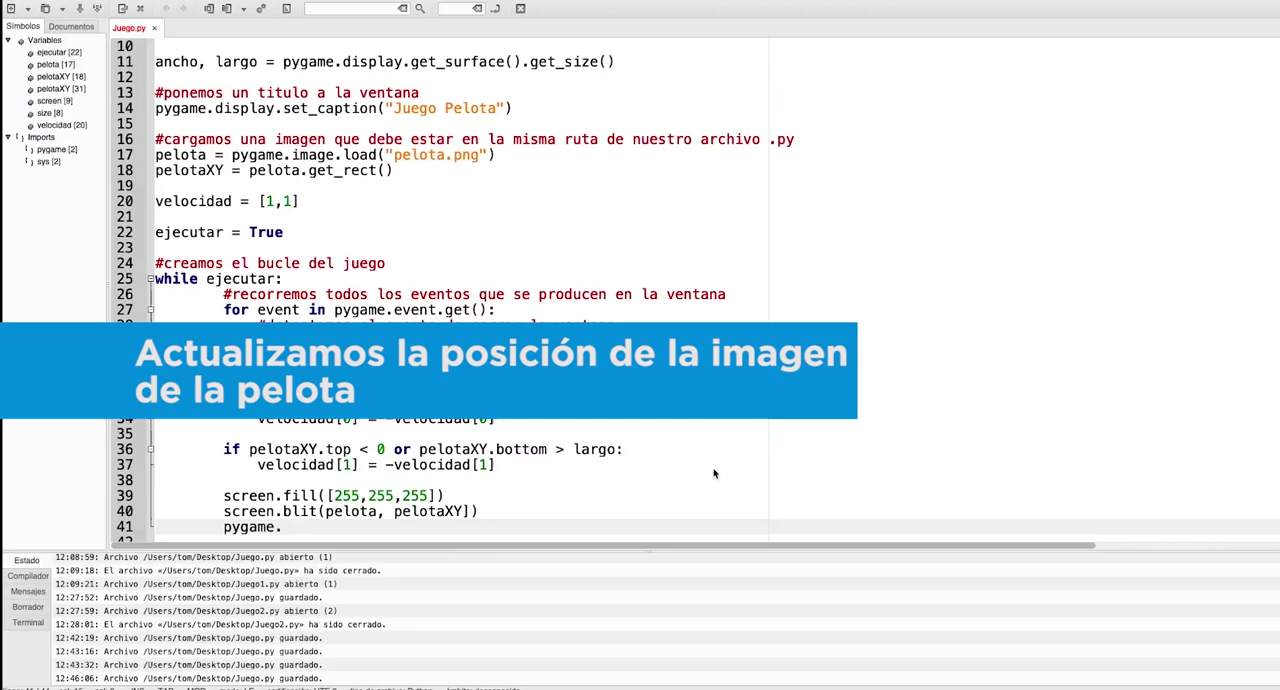 Símbolos Documentos
Variables
ejecutar [22]
pelota [17]
pelotaXY [18]
pelotaXY [31]
screen [9]
size [8]
velocidad [20]
Imports
pygame [2]
sys [2]
Juego.py ×
10
11 ancho, largo = pygame.display.get_surface().get_size()
12
13 #ponemos un titulo a la ventana
14 pygame.display.set_caption("Juego Pelota")
15
16 #cargamos una imagen que debe estar en la misma ruta de nuestro archivo .py
17 pelota = pygame.image.load("pelota.png")
18 pelotaXY = pelota.get_rect()
19
20 velocidad = [1,1]
21
22 ejecutar = True
23
24 #creamos el bucle del juego
25 while ejecutar:
26 #recorremos todos los eventos que se producen en la ventana
27 for event in pygame.event.get():
Actualizamos la posición de la imagen
de la pelota
34 velocidad[0] = -velocidad[0]
35
36 if pelotaXY.top < 0 or pelotaXY.bottom > largo:
37 velocidad[1] = -velocidad[1]
38
39 screen.fill([255,255,255])
40 screen.blit(pelota, pelotaXY])
41 pygame.
42
Estado
Compilador
Mensajes
Borrador
Terminal
12:08:59: Archivo /Users/tom/Desktop/Juego.py abierto (1)
12:09:18: El archivo «/Users/tom/Desktop/Juego.py» ha sido cerrado.
12:09:21: Archivo /Users/tom/Desktop/Juego1.py abierto (1)
12:27:52: Archivo /Users/tom/Desktop/Juego.py guardado.
12:27:59: Archivo /Users/tom/Desktop/Juego2.py abierto (2)
12:28:01: El archivo «/Users/tom/Desktop/Juego2.py» ha sido cerrado.
12:42:19: Archivo /Users/tom/Desktop/Juego.py guardado.
12:43:16: Archivo /Users/tom/Desktop/Juego.py guardado.
12:43:32: Archivo /Users/tom/Desktop/Juego.py guardado.
12:46:06: Archivo /Users/tom/Desktop/Juego.py guardado.